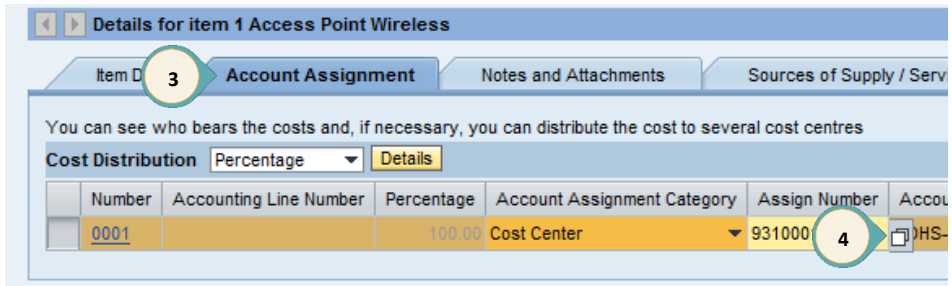 Details for item 1 Access Point Wireless
Item D 3 Account Assignment Notes and Attachments Sources of Supply / Servi
You can see who bears the costs and, if necessary, you can distribute the cost to several cost centres
Cost Distribution Percentage Details
Number Accounting Line Number Percentage Account Assignment Category Assign Number Accou
0001 100.00 Cost Center 931000 4 HS-